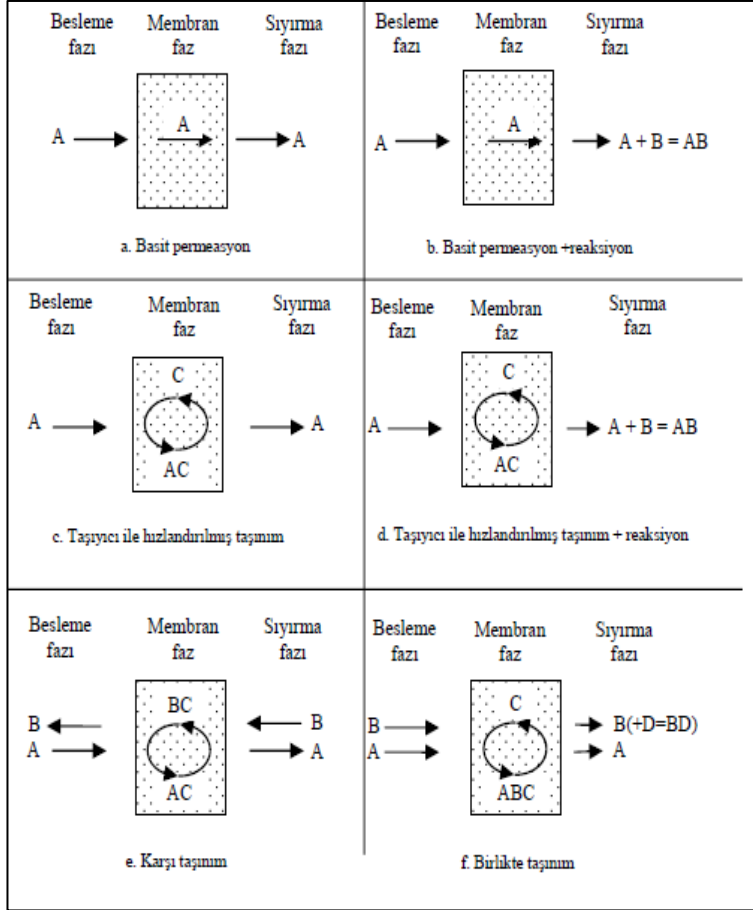 Besleme fazı
Membran faz
Sıyırma fazı
A
A
A
a. Basit permeasyon
Besleme fazı
Membran faz
Sıyırma fazı
A
A
A + B = AB
b. Basit permeasyon +reaksiyon
Besleme fazı
Membran faz
Sıyırma fazı
C
A
A
AC
c. Taşıyıcı ile hızlandırılmış taşınım
Besleme fazı
Membran faz
Sıyırma fazı
C
A
A + B = AB
AC
d. Taşıyıcı ile hızlandırılmış taşınım + reaksiyon
Besleme fazı
Membran faz
Sıyırma fazı
BC
B
B
A
A
AC
e. Karşı taşınım
Besleme fazı
Membran faz
Sıyırma fazı
C
B
B(+D=BD)
A
A
ABC
f. Birlikte taşınım